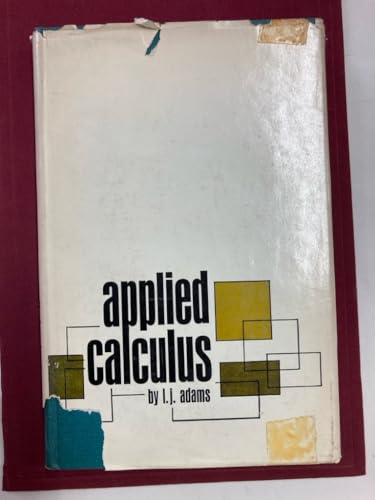 applied
calculus
by l.j. adams